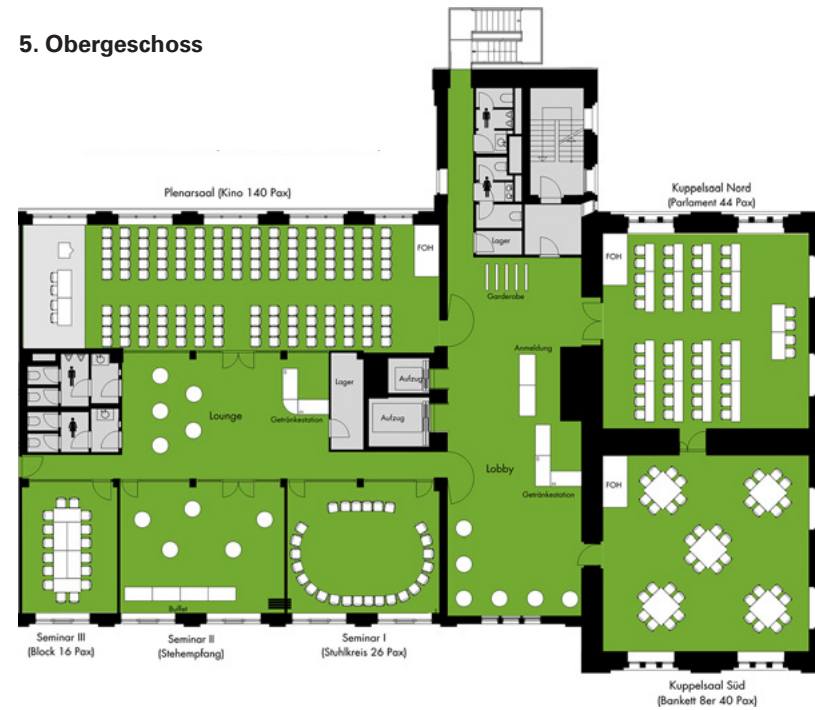 5. Obergeschoss
Plenarsaal (Kino 140 Pax)
Kuppelsaal Nord
(Parlament 44 Pax)
Lager
FOH
FOH
Garderobe
Anmeldung
Aufzug
Lager
Lounge
Getränkestation
Aufzug
Lobby
FOH
Getränkestation
Buffet
Seminar III
(Block 16 Pax)
Seminar II
(Stehempfang)
Seminar I
(Stuhlkreis 26 Pax)
Kuppelsaal Süd
(Bankett 8er 40 Pax)